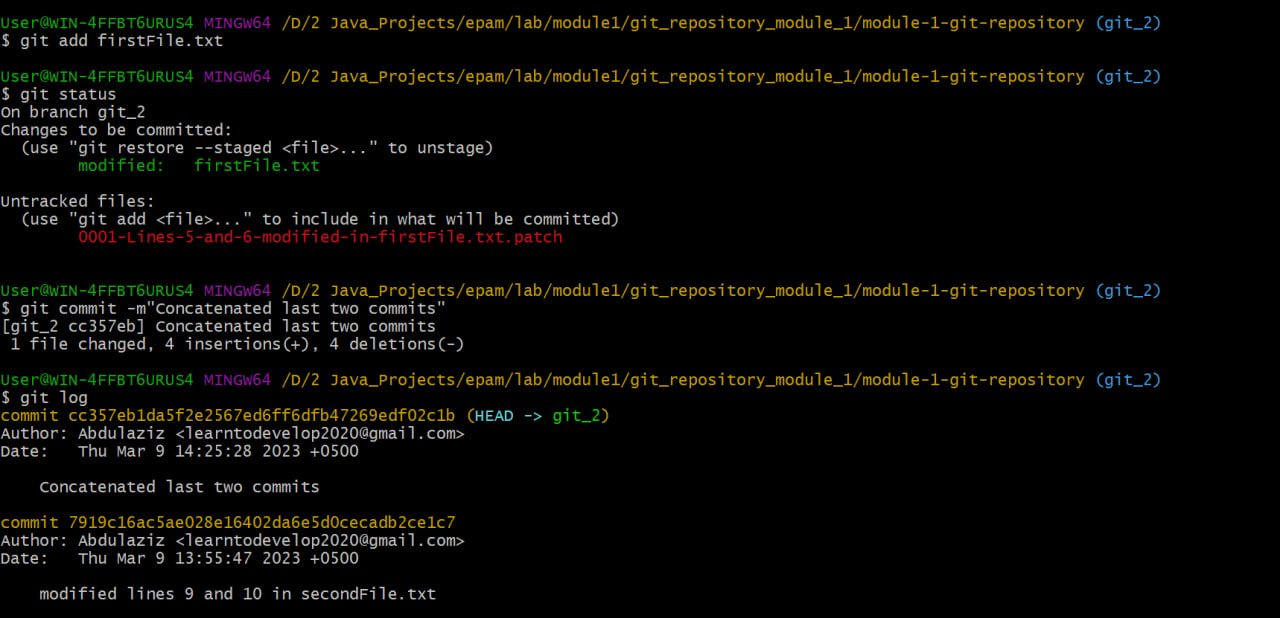 User@WIN-4FFBT6URUS4 MINGW64 /D/2 Java_Projects/epam/lab/module1/git_repository_module_1/module-1-git-repository (git_2)
$ git add firstFile.txt
User@WIN-4FFBT6URUS4 MINGW64 /D/2 Java_Projects/epam/lab/module1/git_repository_module_1/module-1-git-repository (git_2)
$ git status
On branch git_2
Changes to be committed:
  (use "git restore --staged <file>..." to unstage)
        modified:   firstFile.txt
Untracked files:
  (use "git add <file>..." to include in what will be committed)
        0001-Lines-5-and-6-modified-in-firstFile.txt.patch
User@WIN-4FFBT6URUS4 MINGW64 /D/2 Java_Projects/epam/lab/module1/git_repository_module_1/module-1-git-repository (git_2)
$ git commit -m"Concatenated last two commits"
[git_2 cc357eb] Concatenated last two commits
 1 file changed, 4 insertions(+), 4 deletions(-)
User@WIN-4FFBT6URUS4 MINGW64 /D/2 Java_Projects/epam/lab/module1/git_repository_module_1/module-1-git-repository (git_2)
$ git log
commit cc357eb1da5f2e2567ed6ff6dfb47269edf02c1b (HEAD -> git_2)
Author: Abdulaziz <learntodevelop2020@gmail.com>
Date:   Thu Mar 9 14:25:28 2023 +0500
    Concatenated last two commits
commit 7919c16ac5ae028e16402da6e5d0cecadb2ce1c7
Author: Abdulaziz <learntodevelop2020@gmail.com>
Date:   Thu Mar 9 13:55:47 2023 +0500
    modified lines 9 and 10 in secondFile.txt